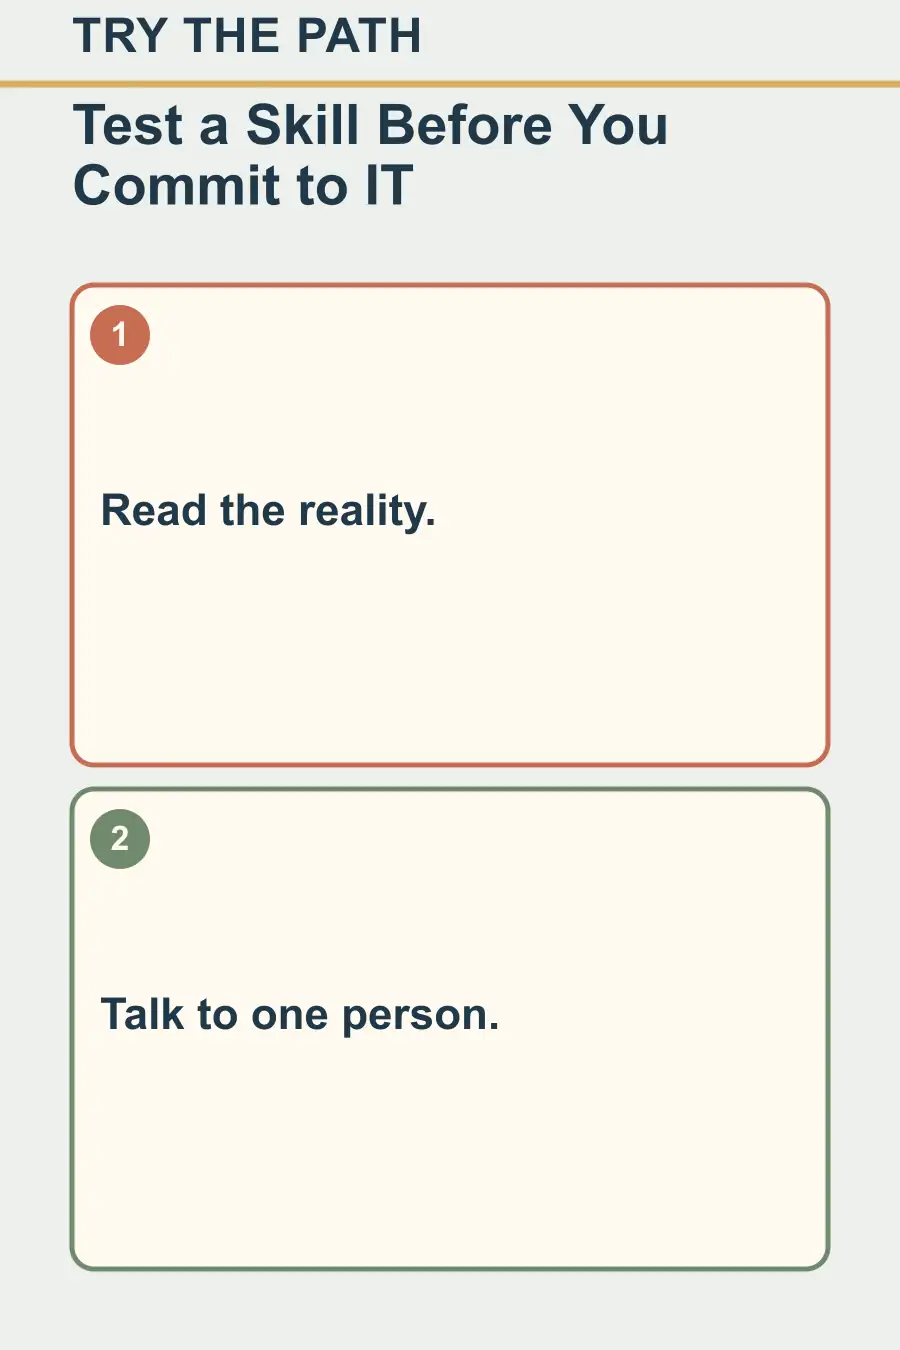 TRY THE PATH
Test a Skill Before You
Commit to IT
1
Read the reality.
2
Talk to one person.